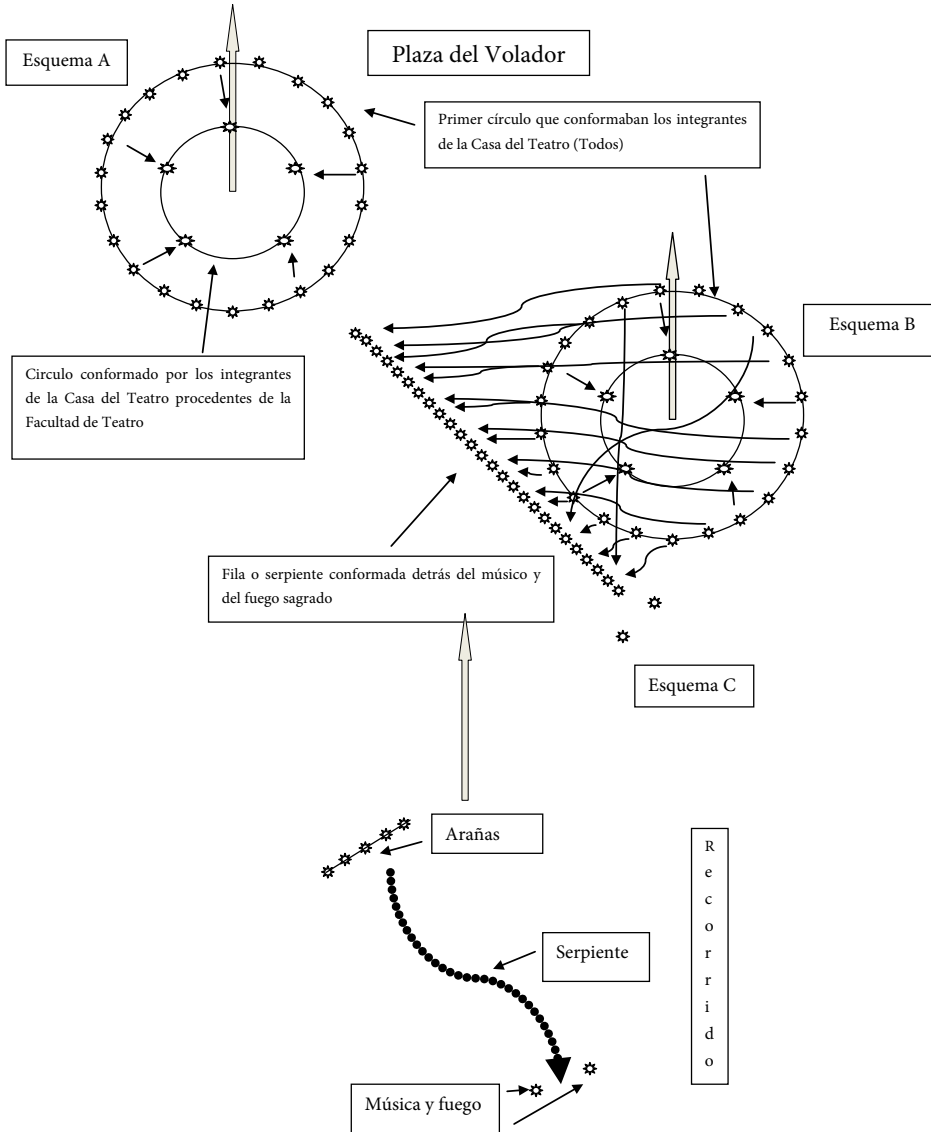 Esquema A
Plaza del Volador
Primer círculo que conformaban los integrantes
de la Casa del Teatro (Todos)
Esquema B
Circulo conformado por los integrantes
de la Casa del Teatro procedentes de la
Facultad de Teatro
Fila o serpiente conformada detrás del músico y
del fuego sagrado
Esquema C
Arañas
Recorrido
Serpiente
Música y fuego